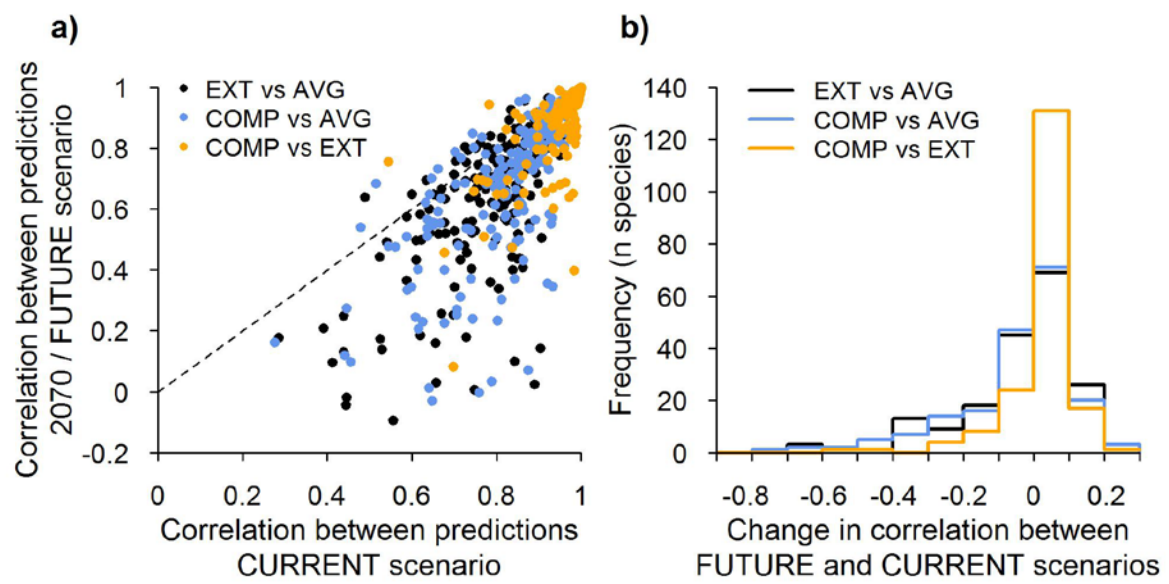 a)
Correlation between predictions
2070 / FUTURE scenario
1
0.8
0.6
0.4
0.2
0
-0.2
EXT vs AVG
COMP vs AVG
COMP vs EXT
0 0.2 0.4 0.6 0.8 1
Correlation between predictions
CURRENT scenario
b)
Frequency (n species)
140
120
100
80
60
40
20
0
EXT vs AVG
COMP vs AVG
COMP vs EXT
-0.8 -0.6 -0.4 -0.2 0 0.2
Change in correlation between
FUTURE and CURRENT scenarios